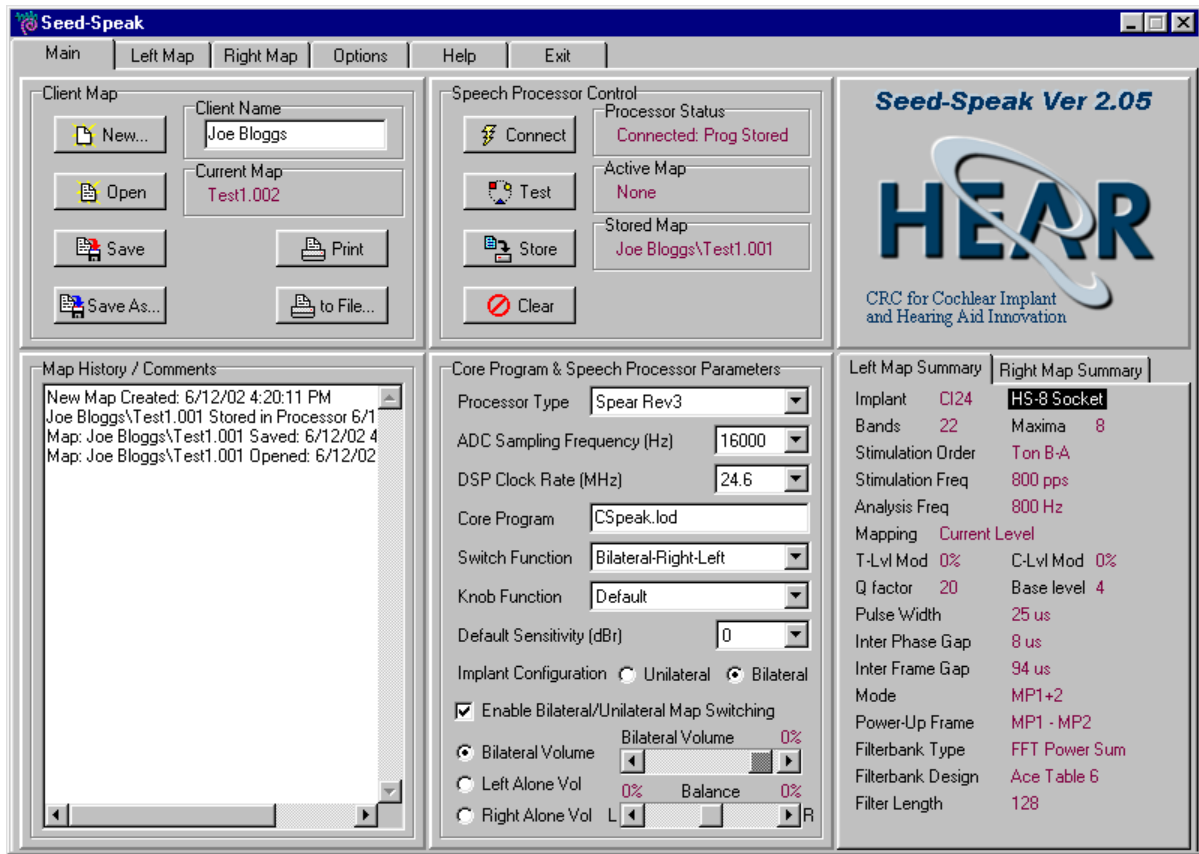 Seed-Speak
Main Left Map Right Map Options Help Exit
Client Map
New...
Client Name
Joe Bloggs
Open
Current Map
Test1.002
Save
Print
Save As...
to File...
Speech Processor Control
Connect
Processor Status
Connected: Prog Stored
Test
Active Map
None
Store
Stored Map
Joe Bloggs\Test1.001
Clear
Seed-Speak Ver 2.05
HEAR
CRC for Cochlear Implant
and Hearing Aid Innovation
Map History / Comments
New Map Created: 6/12/02 4:20:11 PM
Joe Bloggs\Test1.001 Stored in Processor 6/1
Map: Joe Bloggs\Test1.001 Saved: 6/12/02 4
Map: Joe Bloggs\Test1.001 Opened: 6/12/02
Core Program & Speech Processor Parameters
Processor Type Spear Rev3
ADC Sampling Frequency (Hz) 16000
DSP Clock Rate (MHz) 24.6
Core Program CSpeak.lod
Switch Function Bilateral-Right-Left
Knob Function Default
Default Sensitivity (dBr) 0
Implant Configuration Unilateral Bilateral
Enable Bilateral/Unilateral Map Switching
Bilateral Volume Bilateral Volume 0%
Left Alone Vol 0% Balance 0%
Right Alone Vol L R
Left Map Summary Right Map Summary
Implant CI24 HS-8 Socket
Bands 22 Maxima 8
Stimulation Order Ton B-A
Stimulation Freq 800 pps
Analysis Freq 800 Hz
Mapping Current Level
T-Lvl Mod 0% C-Lvl Mod 0%
Q factor 20 Base level 4
Pulse Width 25 us
Inter Phase Gap 8 us
Inter Frame Gap 94 us
Mode MP1+2
Power-Up Frame MP1 - MP2
Filterbank Type FFT Power Sum
Filterbank Design Ace Table 6
Filter Length 128